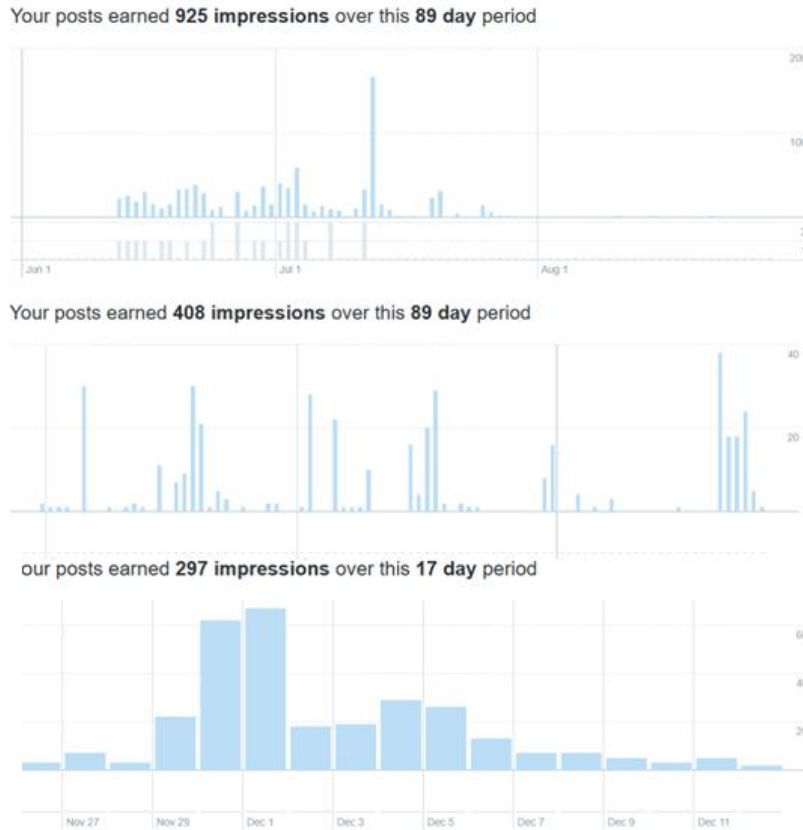 Your posts earned 925 impressions over this 89 day period
Jun 1 Jul 1 Aug 1
Your posts earned 408 impressions over this 89 day period
40
20
our posts earned 297 impressions over this 17 day period
Nov 27 Nov 29 Dec 1 Dec 3 Dec 5 Dec 7 Dec 9 Dec 11